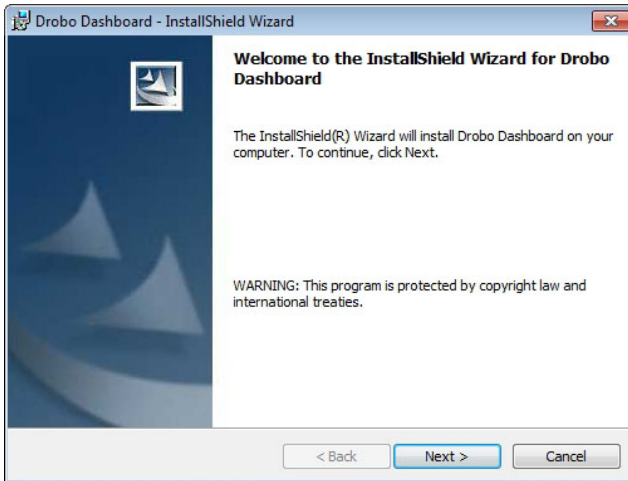 Drobo Dashboard - InstallShield Wizard
Welcome to the InstallShield Wizard for Drobo
Dashboard
The InstallShield(R) Wizard will install Drobo Dashboard on your
computer. To continue, click Next.
WARNING: This program is protected by copyright law and
international treaties.
< Back
Next >
Cancel